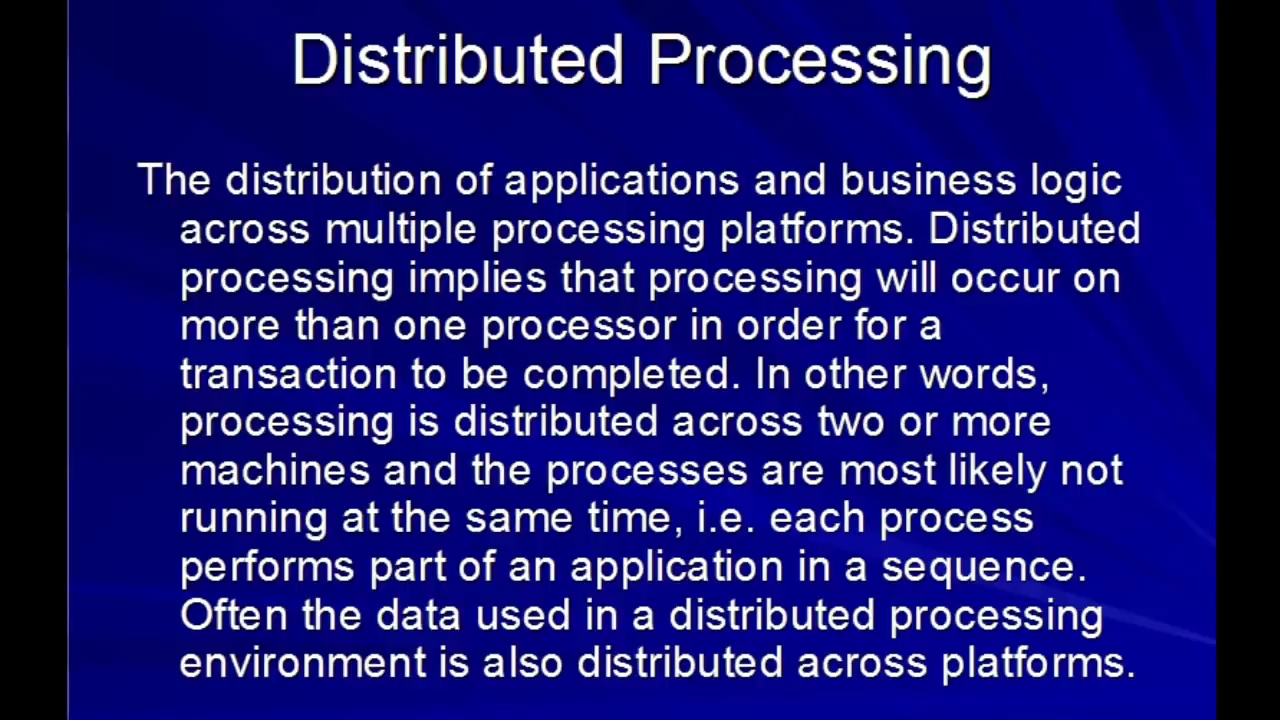 Distributed Processing
The distribution of applications and business logic
across multiple processing platforms. Distributed
processing implies that processing will occur on
more than one processor in order for a
transaction to be completed. In other words,
processing is distributed across two or more
machines and the processes are most likely not
running at the same time, i.e. each process
performs part of an application in a sequence.
Often the data used in a distributed processing
environment is also distributed across platforms.